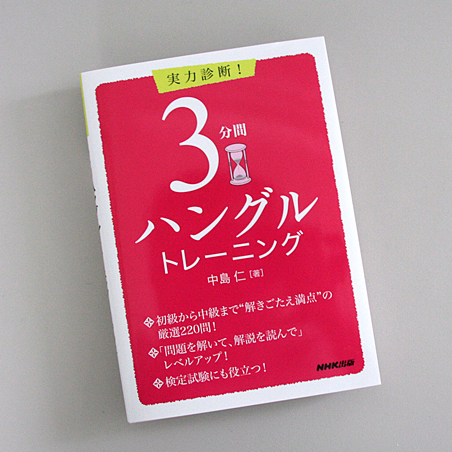 実力診断!
3分間
ハングル
トレーニング
中島 仁[著]
初級から中級まで“解きごたえ満点”の
厳選220問!
「問題を解いて、解説を読んで」
レベルアップ!
検定試験にも役立つ!
NHK出版